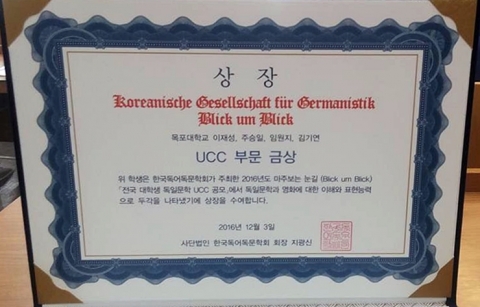 상 장
Koreanische Gesellschaft für Germanistik
Blick um Blick
목포대학교 이재성, 주승일, 임원지, 김기연
UCC 부문 금상
위 학생은 한국독어독문학회가 주최한 2016년도 마주보는 눈길 (Blick um Blick)
「전국 대학생 독일문학 UCC 공모」에서 독일문학과 영화에 대한 이해와 표현능력
으로 두각을 나타냈기에 상장을 수여합니다.
2016년 12월 3일
사단법인 한국독어독문학회 회장 지광신